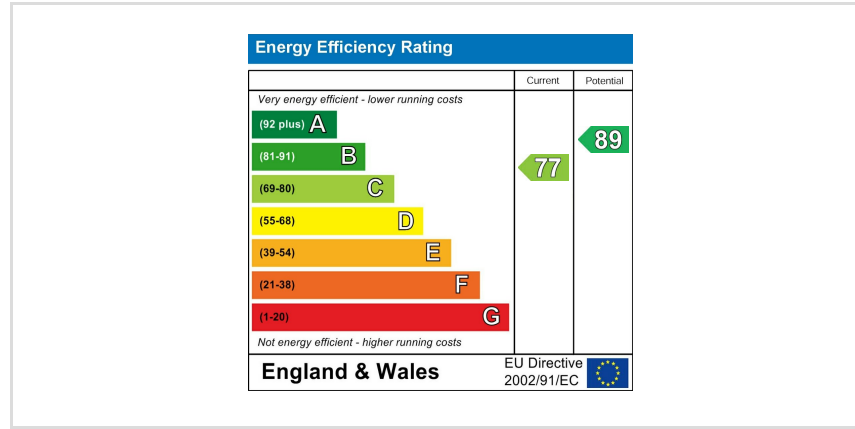 Energy Efficiency Rating
Current Potential
Very energy efficient - lower running costs
(92 plus) A
89
(81-91) B
77
(69-80) C
(55-68) D
(39-54) E
(21-38) F
(1-20) G
Not energy efficient - higher running costs
England & Wales
EU Directive
2002/91/EC